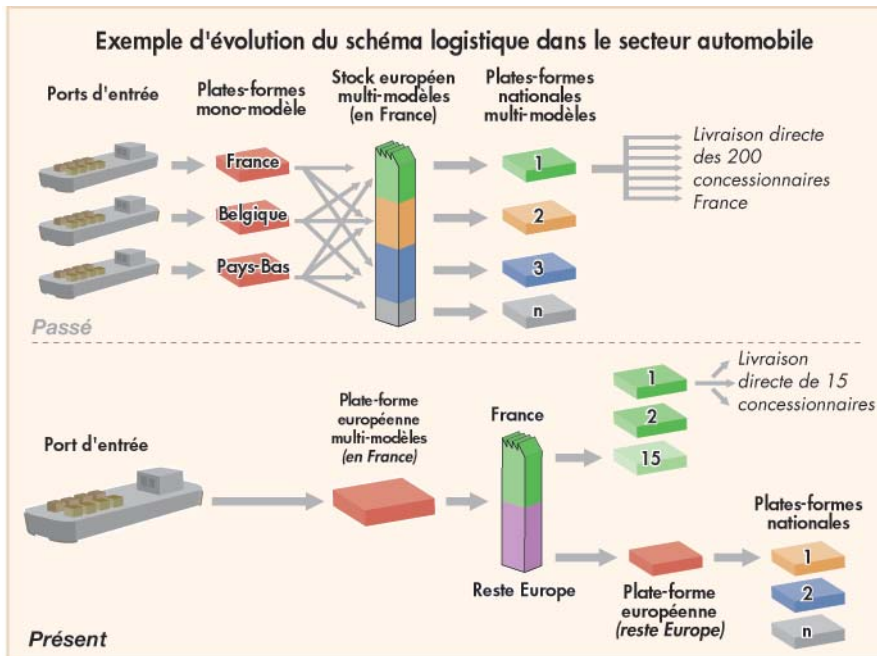 Exemple d'évolution du schéma logistique dans le secteur automobile
Ports d'entrée
Plates-formes
mono-modèle
Stock européen
multi-modèles
(en France)
Plates-formes
nationales
multi-modèles
France
Belgique
Pays-Bas
1
2
3
n
Livraison directe
des 200
concessionnaires
France
Passé
Port d'entrée
Plate-forme
européenne
multi-modèles
(en France)
France
Reste Europe
1
2
15
Livraison
directe de 15
concessionnaires
Plate-forme
européenne
(reste Europe)
Plates-formes
nationales
1
2
n
Présent